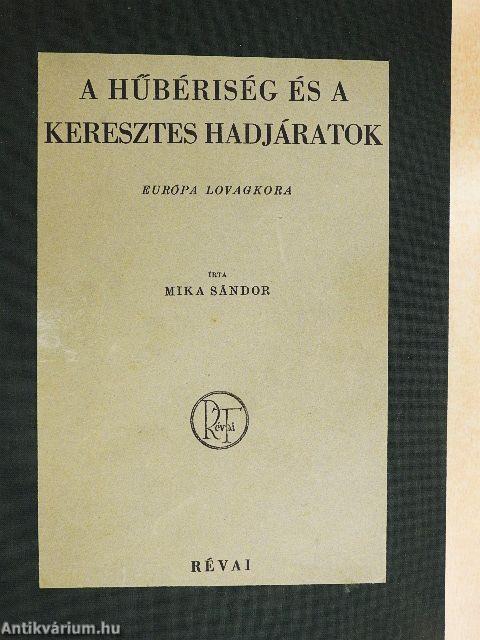 A HŰBÉRISÉG ÉS A
KERESZTES HADJÁRATOK
EURÓPA LOVAGKORA
ÍRTA
MIKA SÁNDOR
RT
Révai
RÉVAI
Antikvárium.hu